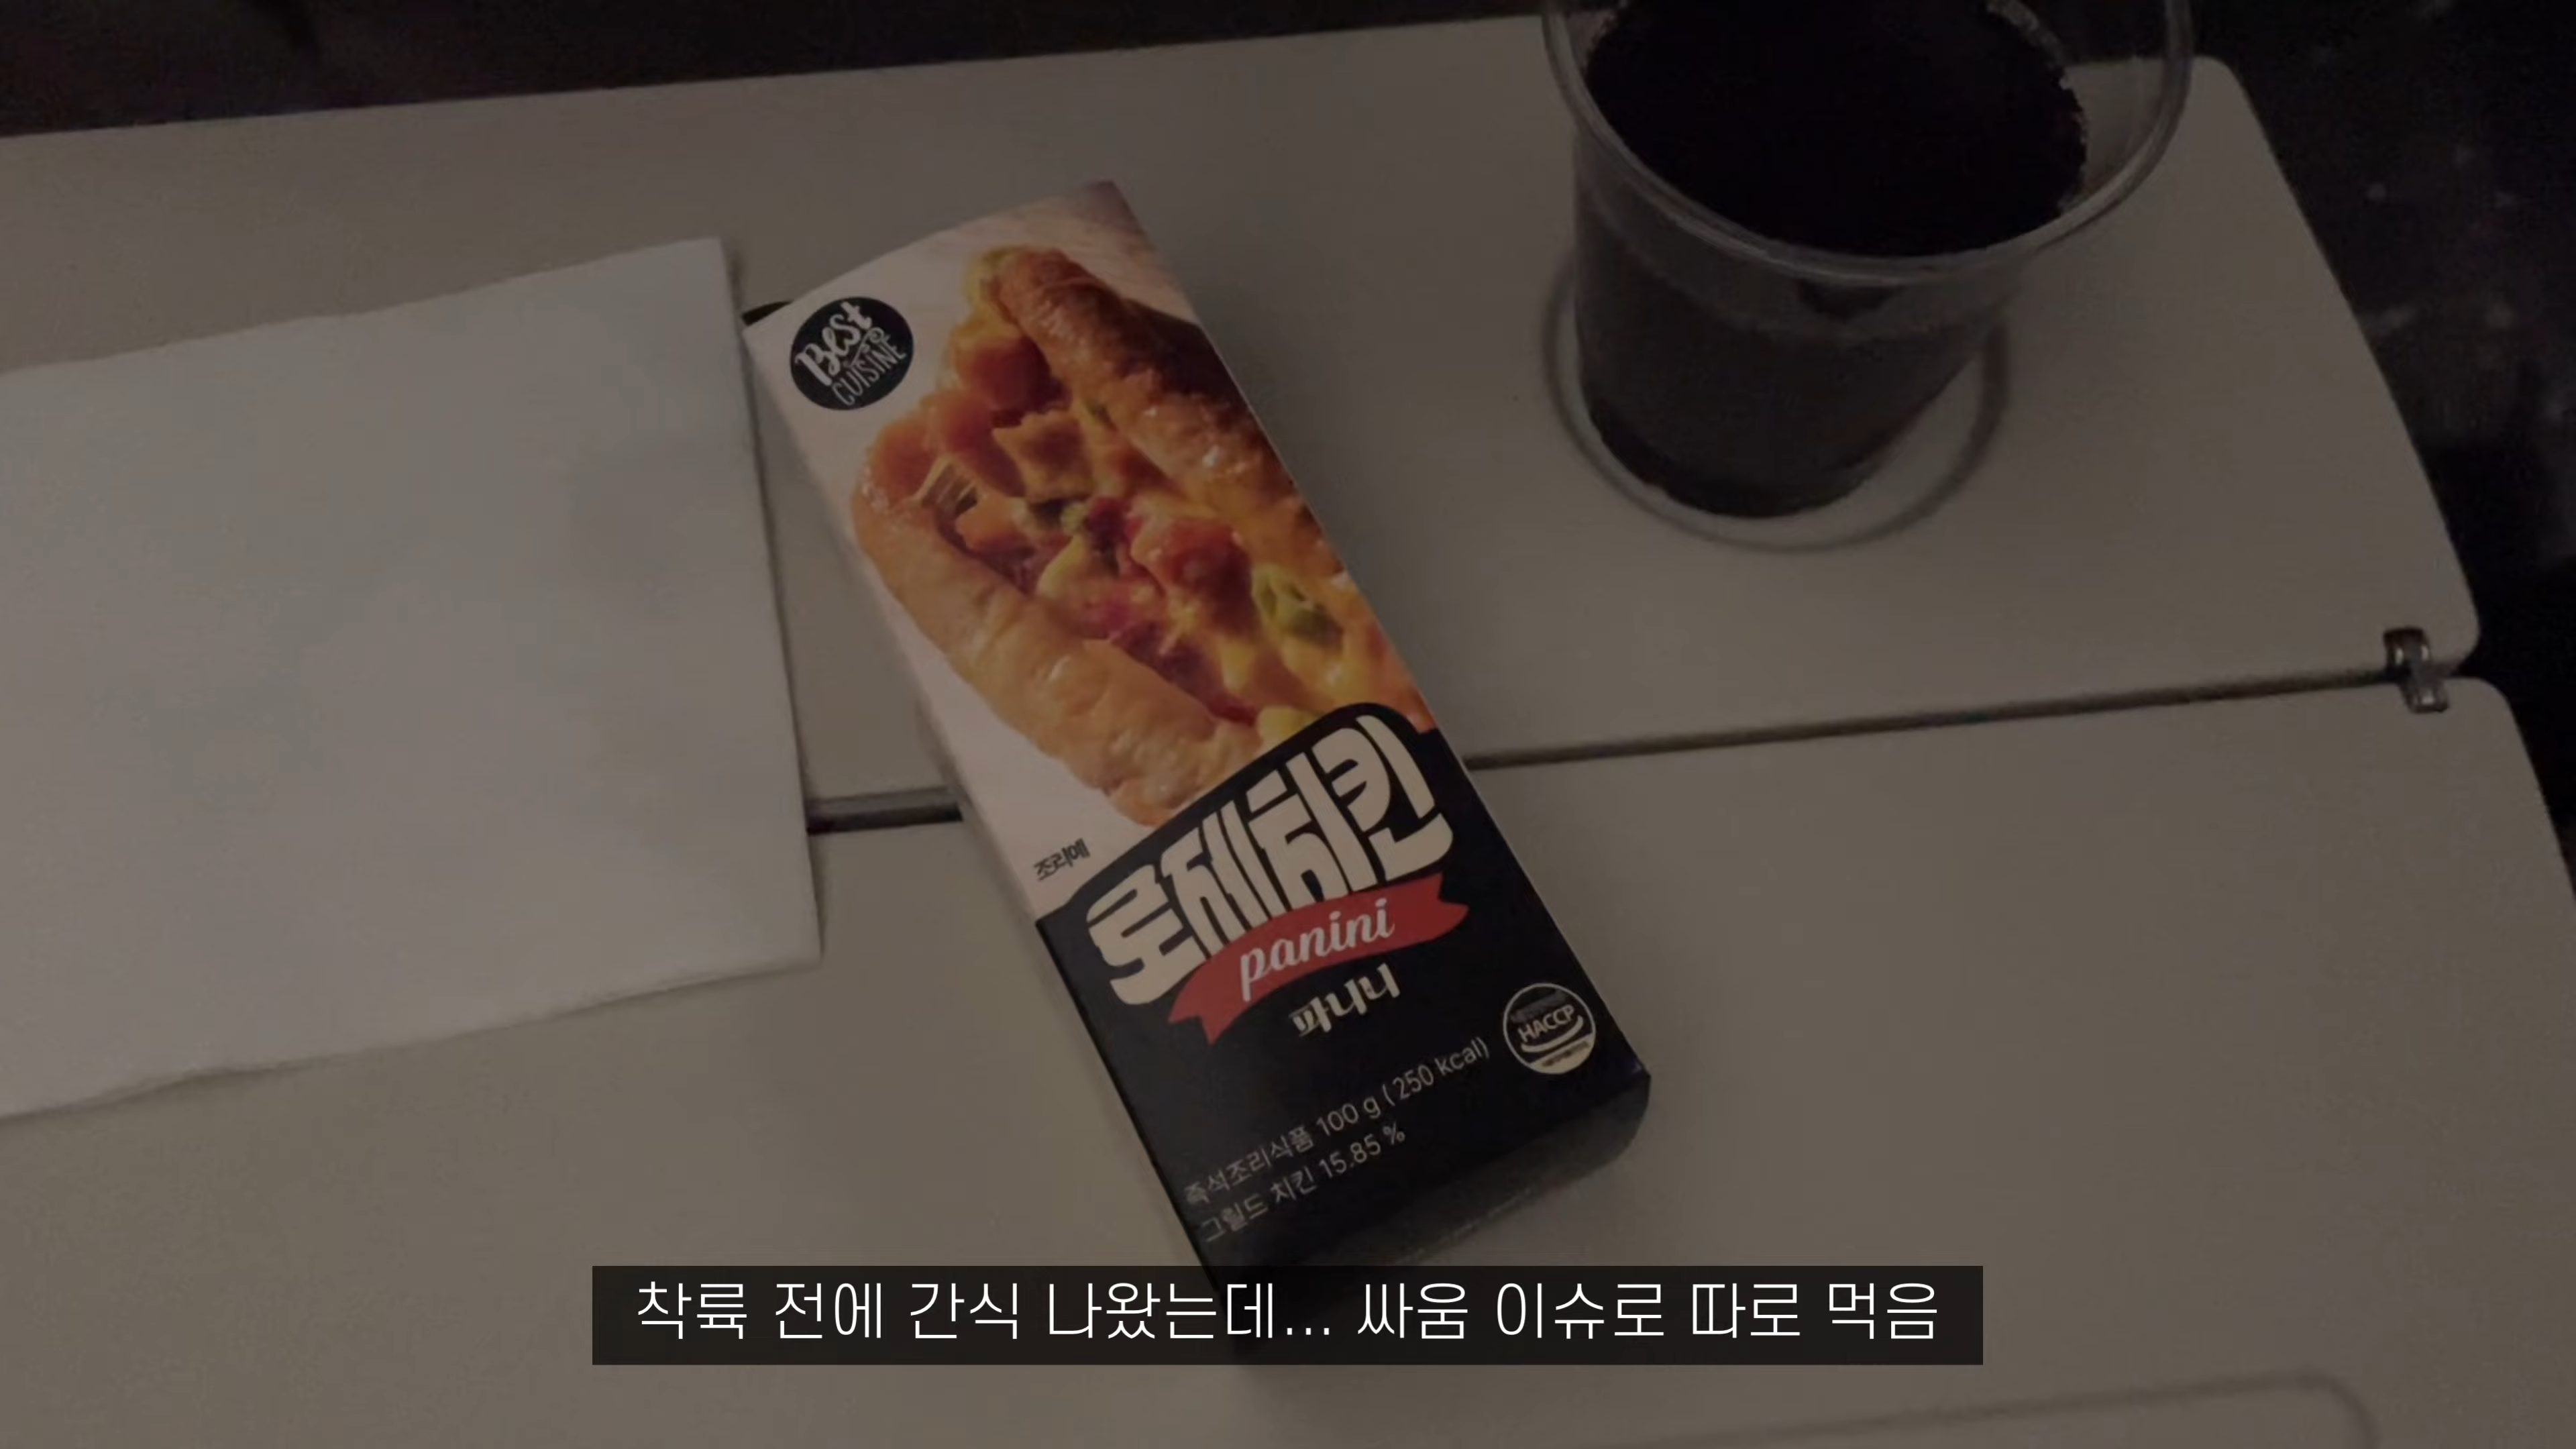 Best
CUISINE
조리예
로제치킨
panini
파니니
HACCP
즉석조리식품 100 g ( 250 kcal)
그릴드 치킨 15.85 %
착륙 전에 간식 나왔는데... 싸움 이슈로 따로 먹음